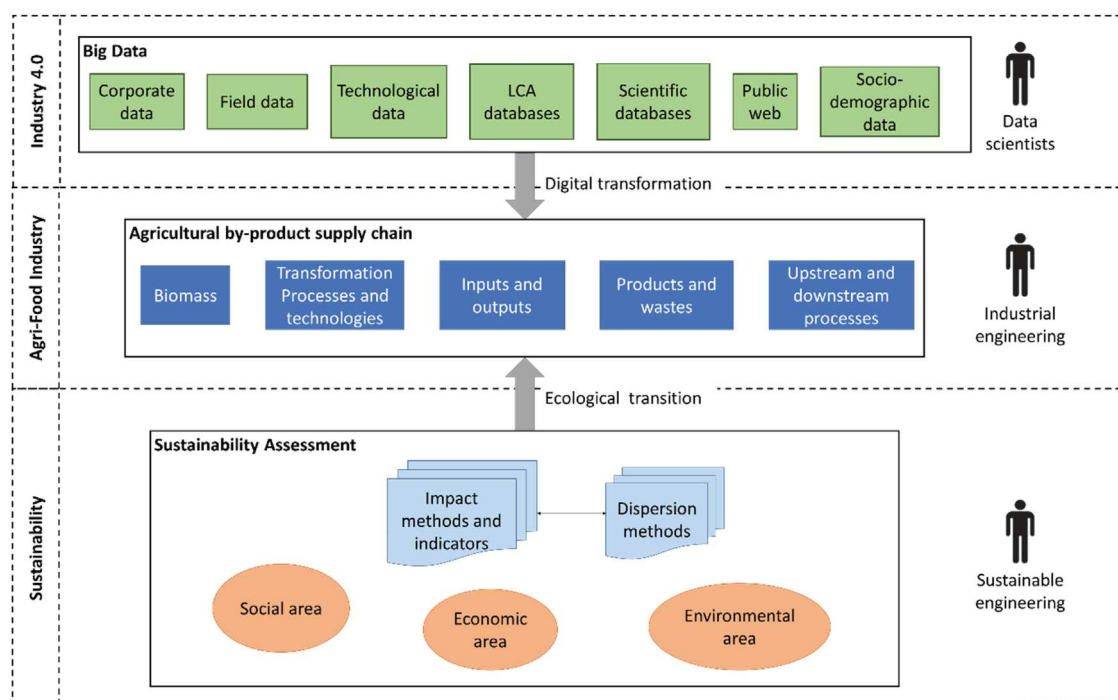 Industry 4.0
Big Data
Corporate
data
Field data
Technological
data
LCA
databases
Scientific
databases
Public
web
Socio-
demographic
data
Data
scientists
Digital transformation
Agri-Food Industry
Agricultural by-product supply chain
Biomass
Transformation
Processes and
technologies
Inputs and
outputs
Products and
wastes
Upstream and
downstream
processes
Industrial
engineering
Ecological transition
Sustainability
Sustainability Assessment
Impact
methods and
indicators
Dispersion
methods
Social area
Economic
area
Environmental
area
Sustainable
engineering